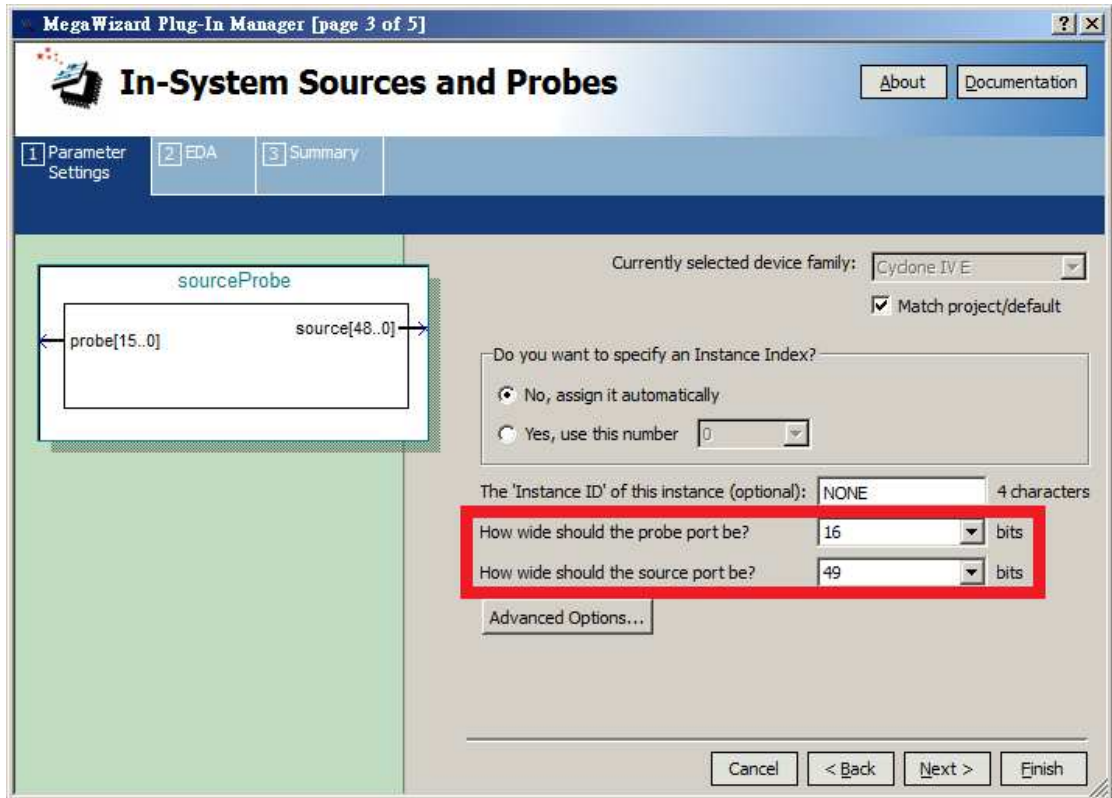 MegaWizard Plug-In Manager [page 3 of 5]
? ×
In-System Sources and Probes
About
Documentation
1 Parameter Settings
2 EDA
3 Summary
sourceProbe
probe[15..0]
source[48..0]
Currently selected device family:
Cyclone IV E
Match project/default
Do you want to specify an Instance Index?
No, assign it automatically
Yes, use this number
0
The 'Instance ID' of this instance (optional):
NONE
4 characters
How wide should the probe port be?
16
bits
How wide should the source port be?
49
bits
Advanced Options...
Cancel
< Back
Next >
Finish